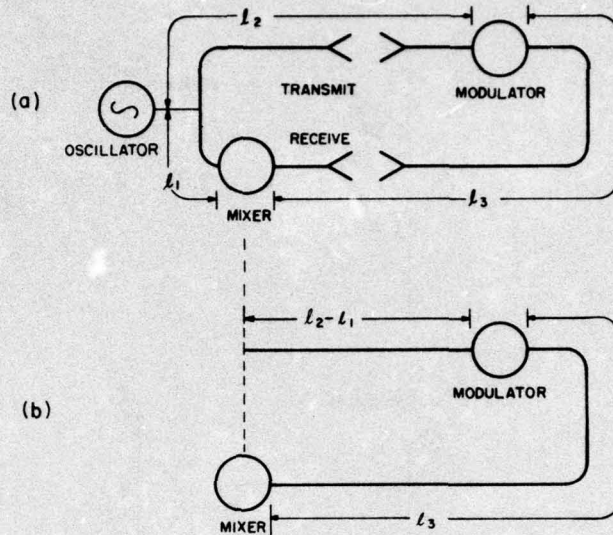 (a)
ℓ2
TRANSMIT
MODULATOR
OSCILLATOR
RECEIVE
ℓ1
MIXER
ℓ3
(b)
ℓ2-ℓ1
MODULATOR
MIXER
ℓ3